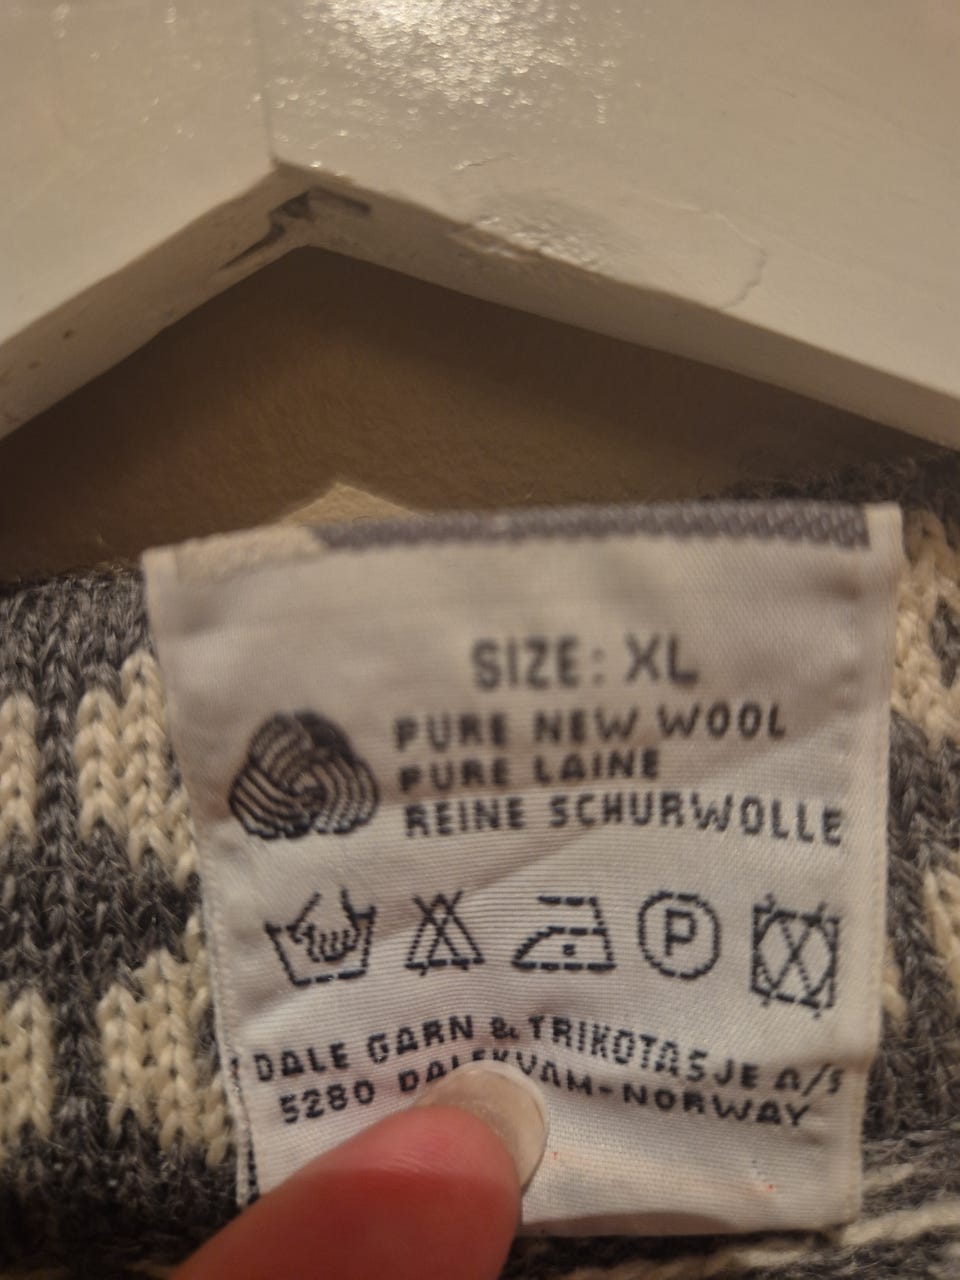 SIZE: XL
PURE NEW WOOL
PURE LAINE
REINE SCHURWOLLE
P
DALE GARN & TRIKOTASJE A/S
5280 DALEKVAM-NORWAY